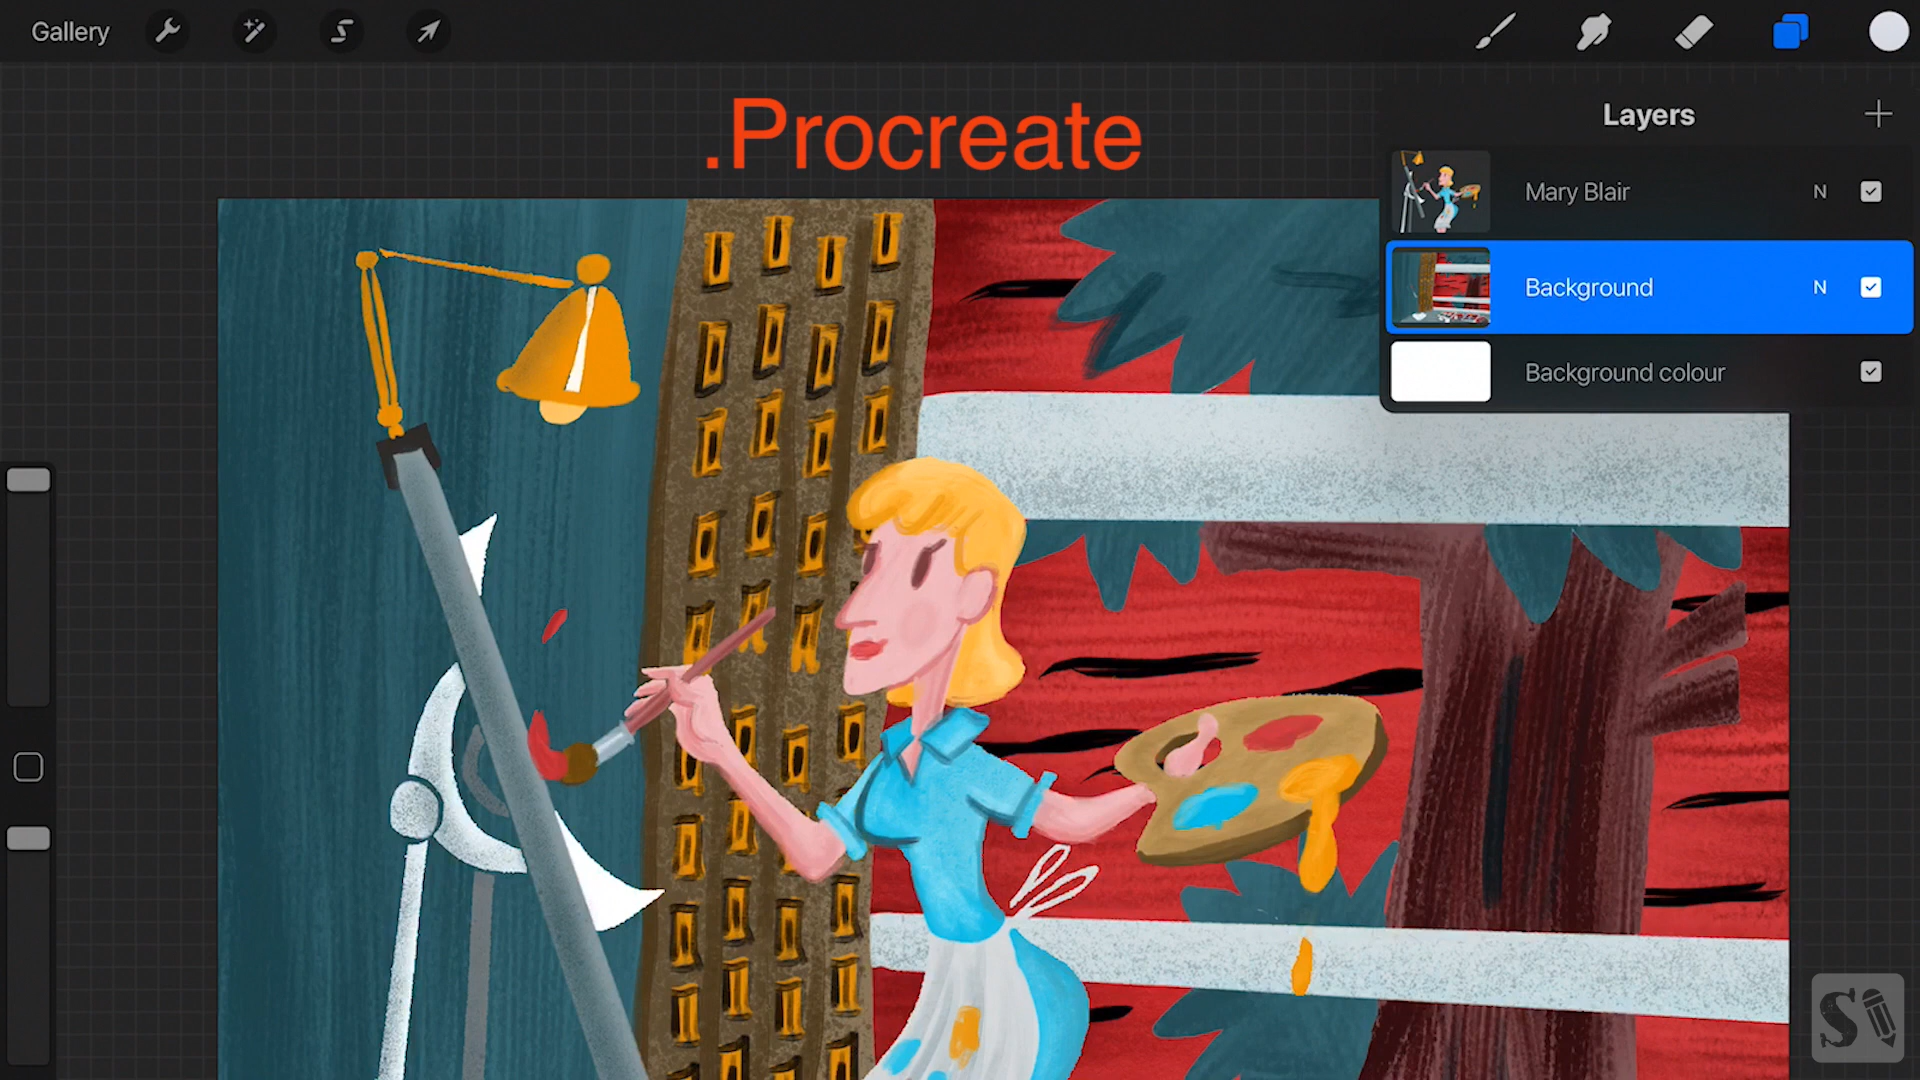 Gallery
.Procreate
Layers
Mary Blair N
Background N
Background colour
S